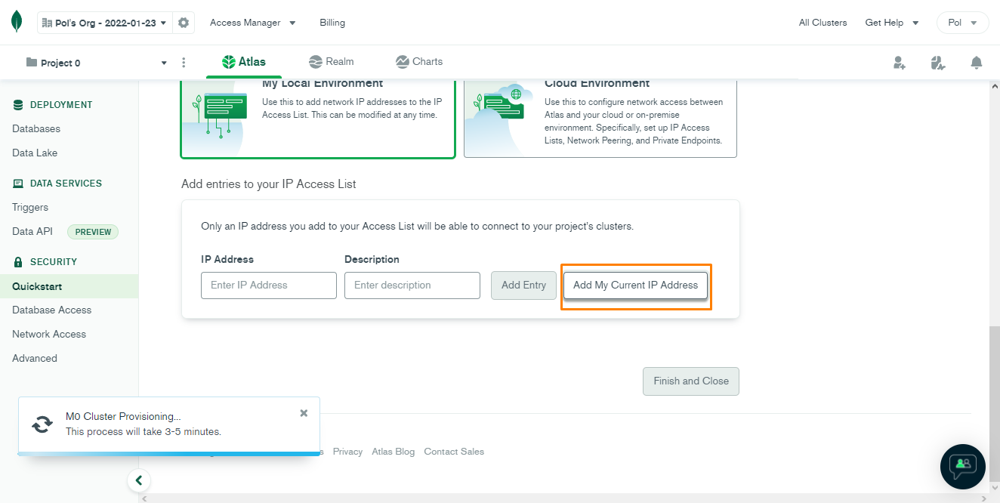 Pol's Org - 2022-01-23
Access Manager
Billing
All Clusters
Get Help
Pol
Project 0
Atlas
Realm
Charts
DEPLOYMENT
Databases
Data Lake
DATA SERVICES
Triggers
Data API
PREVIEW
SECURITY
Quickstart
Database Access
Network Access
Advanced
My Local Environment
Use this to add network IP addresses to the IP
Access List. This can be modified at any time.
Cloud Environment
Use this to configure network access between
Atlas and your cloud or on-premise
environment. Specifically, set up IP Access
Lists, Network Peering, and Private Endpoints.
Add entries to your IP Access List
Only an IP address you add to your Access List will be able to connect to your project's clusters.
IP Address
Description
Enter IP Address
Enter description
Add Entry
Add My Current IP Address
Finish and Close
M0 Cluster Provisioning...
This process will take 3-5 minutes.
Privacy
Atlas Blog
Contact Sales